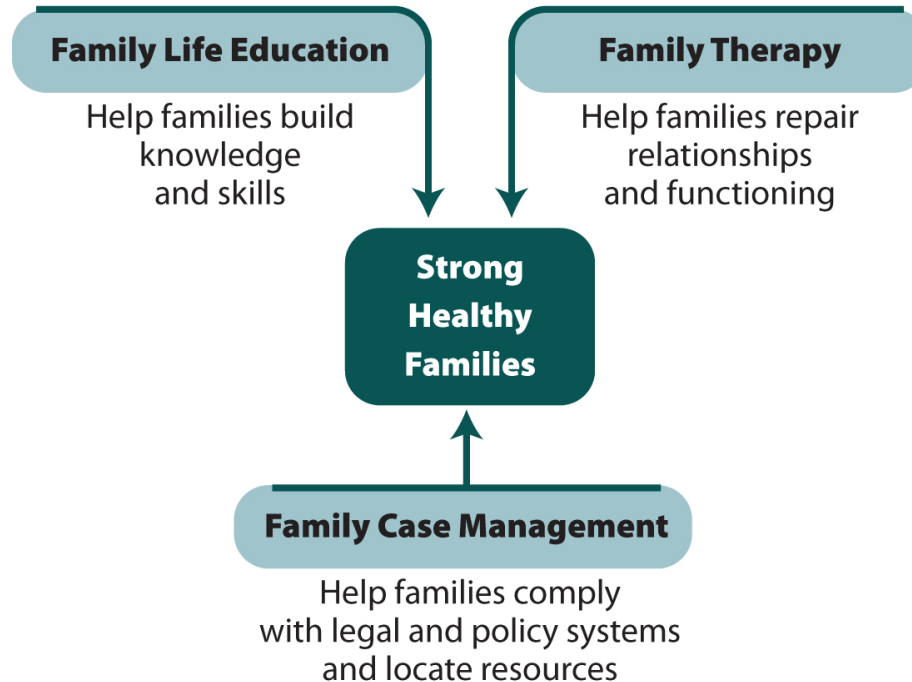 Family Life Education
Help families build
knowledge
and skills
Family Therapy
Help families repair
relationships
and functioning
Strong
Healthy
Families
Family Case Management
Help families comply
with legal and policy systems
and locate resources